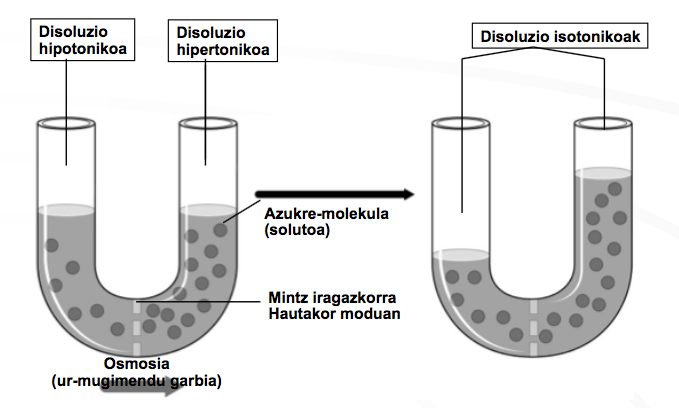 Disoluzio
hipotonikoa
Disoluzio
hipertonikoa
Disoluzio isotonikoak
Azukre-molekula
(solutoa)
Mintz iragazkorra
Hautakor moduan
Osmosia
(ur-mugimendu garbia)